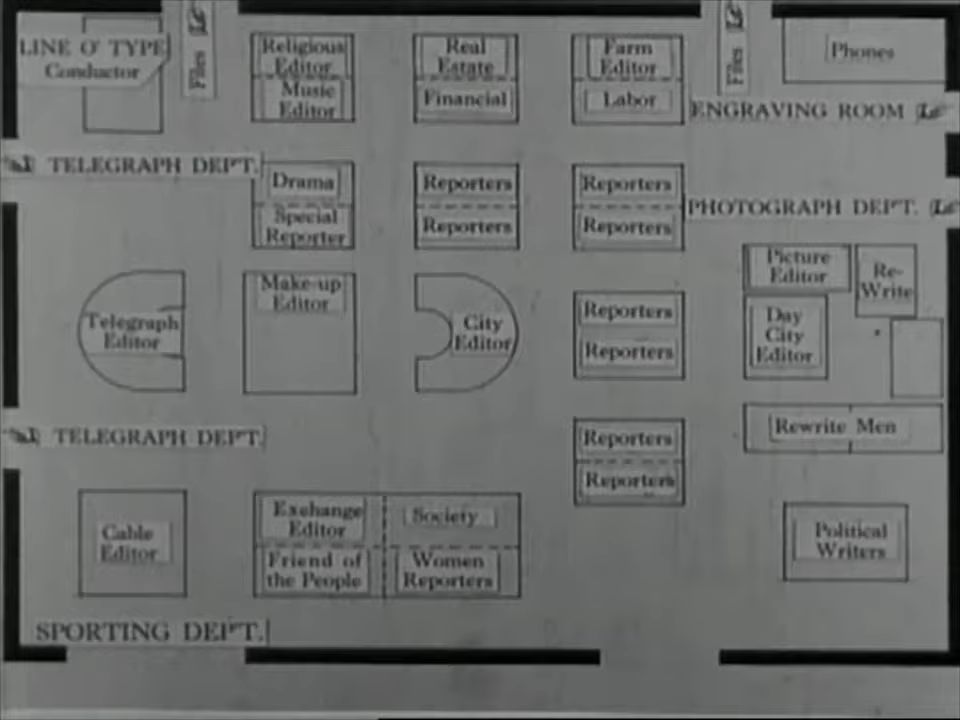 LINE O' TYPE
Conductor
Files
Religious
Editor
Music
Editor
Real
Estate
Financial
Farm
Editor
Labor
Files
Phones
ENGRAVING ROOM
TELEGRAPH DEPT.
Drama
Special
Reporter
Reporters
Reporters
Reporters
Reporters
PHOTOGRAPH DEPT.
Telegraph
Editor
Make-up
Editor
City
Editor
Reporters
Reporters
Picture
Editor
Re-
Write
Day
City
Editor
TELEGRAPH DEPT.
Reporters
Reporters
Rewrite Men
Cable
Editor
Exchange
Editor
Society
Friend of
the People
Women
Reporters
Political
Writers
SPORTING DEPT.